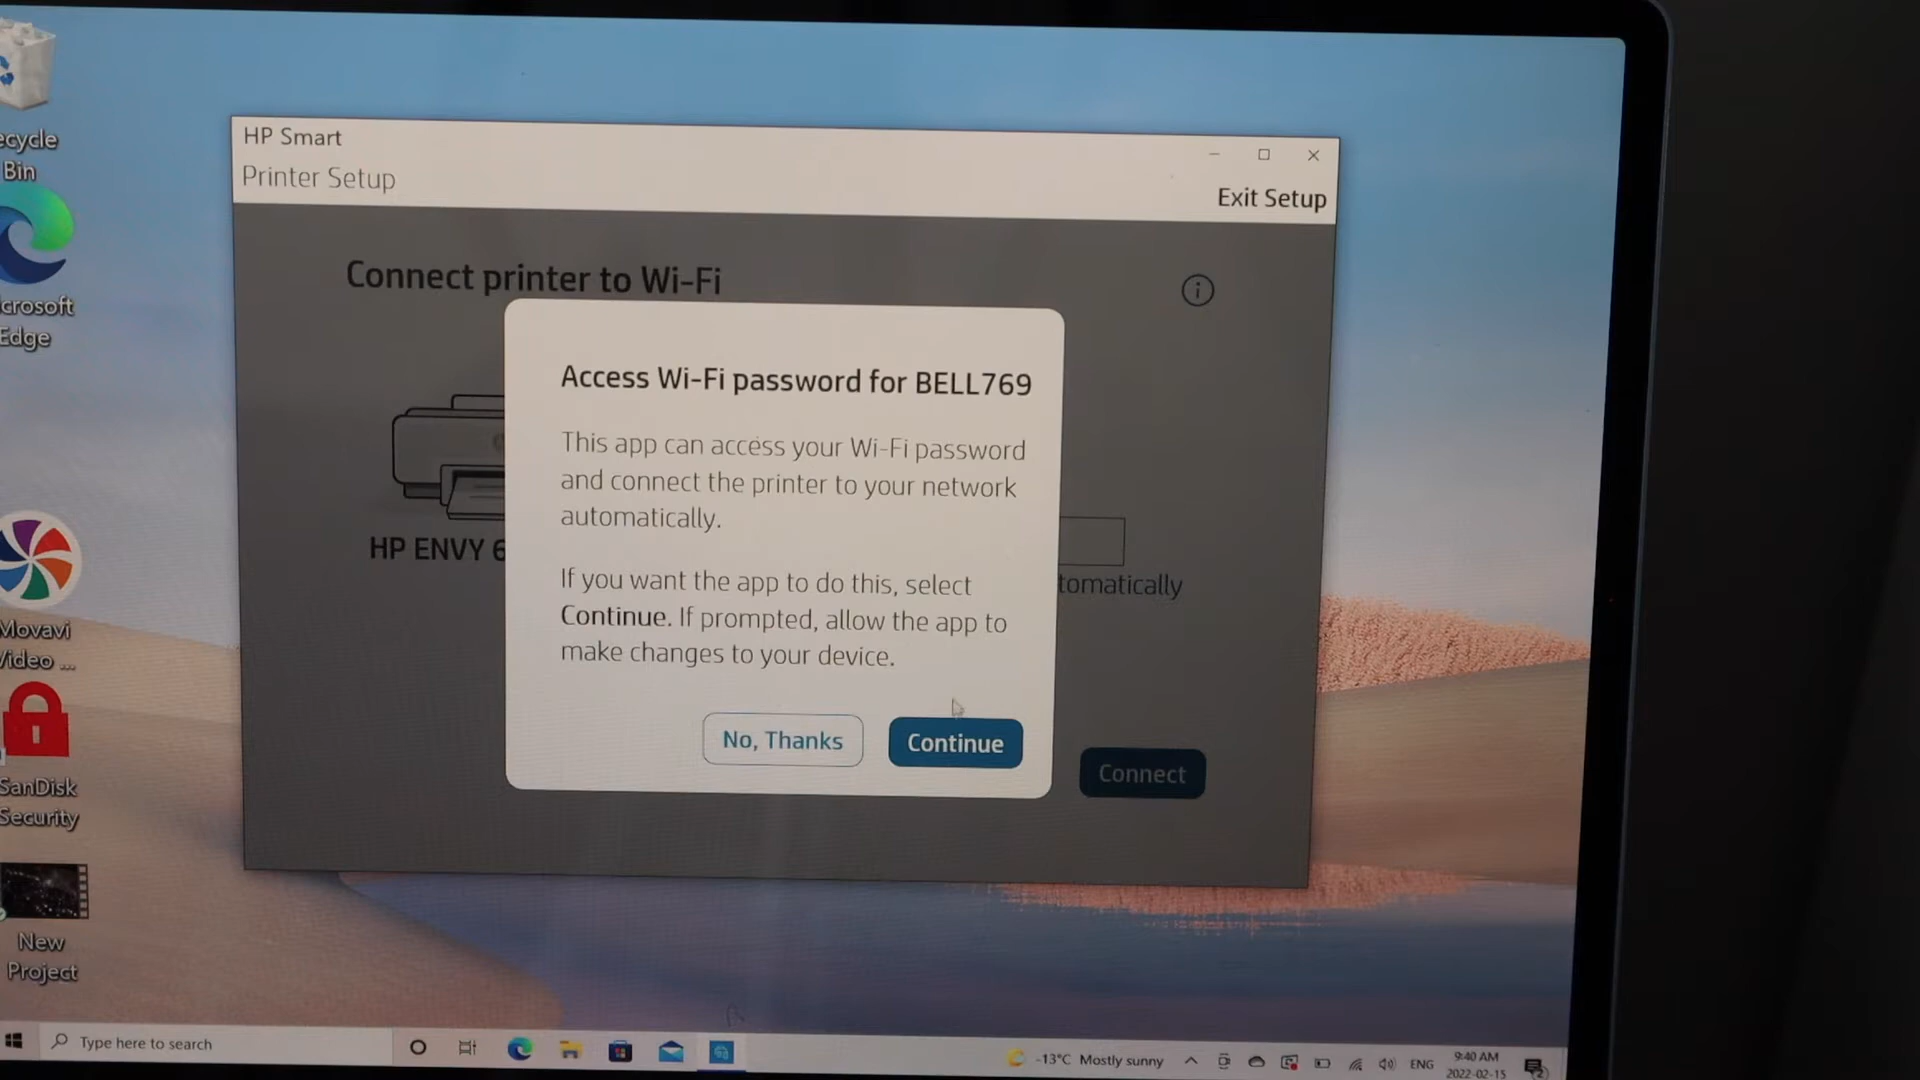 ecycle
Bin
icrosoft
Edge
Movavi
Video ...
SanDisk
Security
New
Project
HP Smart
Printer Setup
Exit Setup
Connect printer to Wi-Fi
HP ENVY 6
tomatically
Connect
Access Wi-Fi password for BELL769
This app can access your Wi-Fi password
and connect the printer to your network
automatically.
If you want the app to do this, select
Continue. If prompted, allow the app to
make changes to your device.
No, Thanks
Continue
Type here to search
-13°C Mostly sunny
ENG
9:40 AM
2022-02-15
2